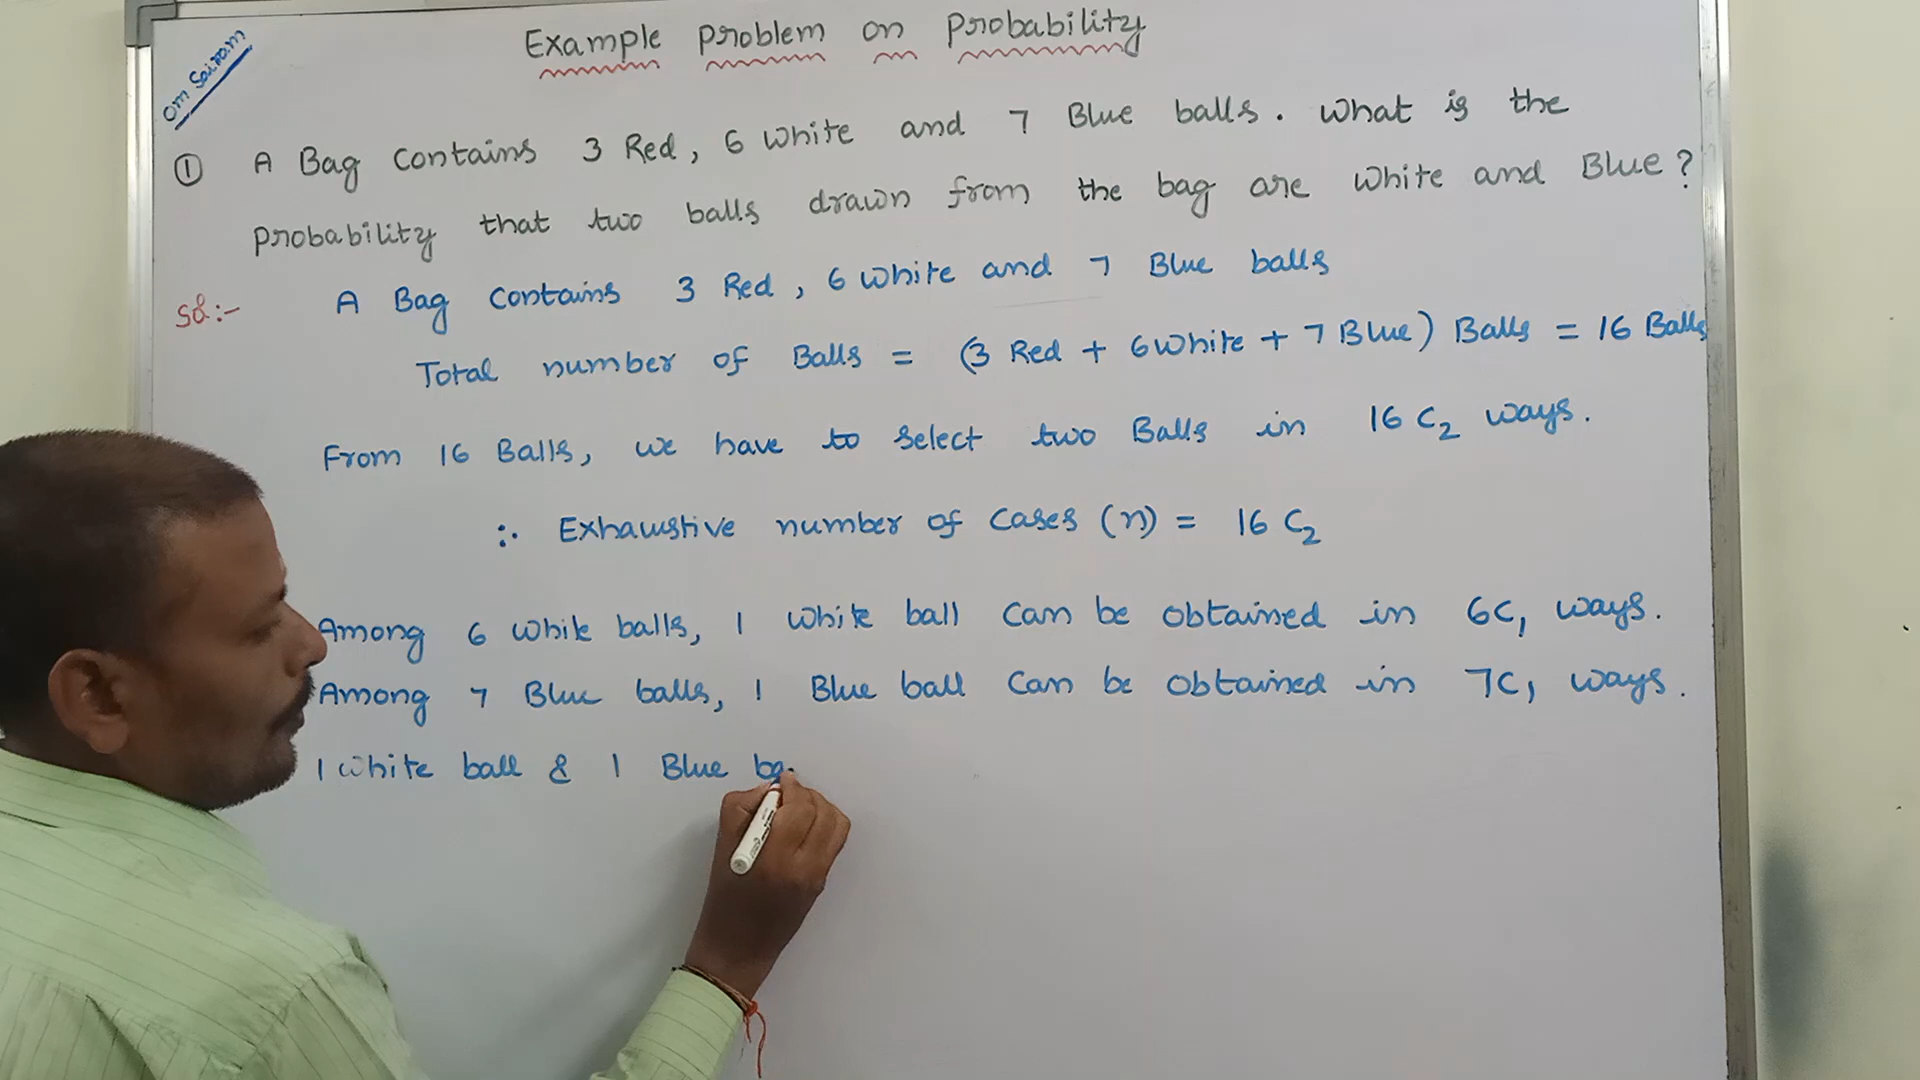 Om Sairam
Example Problem on Probability
① A Bag Contains 3 Red, 6 White and 7 Blue balls. What is the
Probability that two balls drawn from the bag are White and Blue?
Sol:- A Bag Contains 3 Red, 6 White and 7 Blue balls
Total number of Balls = (3 Red + 6 White + 7 Blue) Balls = 16 Balls
From 16 Balls, we have to select two Balls in 16 C₂ ways.
∴ Exhaustive number of Cases (n) = 16 C₂
Among 6 White balls, 1 White ball Can be Obtained in 6C₁ ways.
Among 7 Blue balls, 1 Blue ball Can be Obtained in 7C₁ ways.
1 White ball & 1 Blue ba